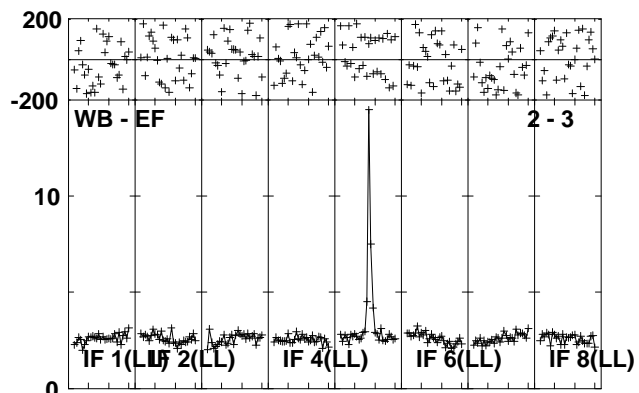 200
-200
WB - EF 2 - 3
10
IF 1(LL) IF 2(LL) IF 4(LL) IF 6(LL) IF 8(LL)
0